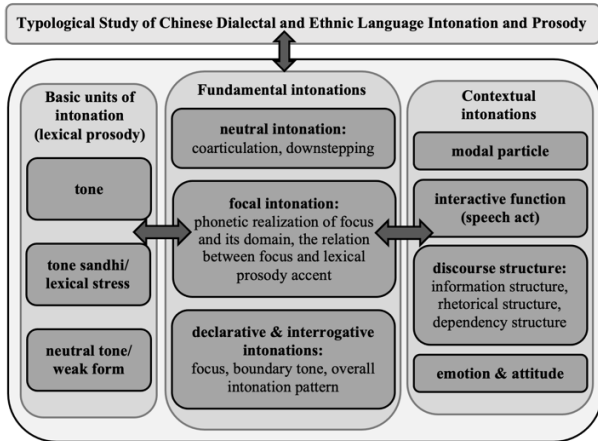 Typological Study of Chinese Dialectal and Ethnic Language Intonation and Prosody
Basic units of
intonation
(lexical prosody)
tone
tone sandhi/
lexical stress
neutral tone/
weak form
Fundamental intonations
neutral intonation:
coarticulation, downstepping
focal intonation:
phonetic realization of focus
and its domain, the relation
between focus and lexical
prosody accent
declarative & interrogative
intonations:
focus, boundary tone, overall
intonation pattern
Contextual
intonations
modal particle
interactive function
(speech act)
discourse structure:
information structure,
rhetorical structure,
dependency structure
emotion & attitude